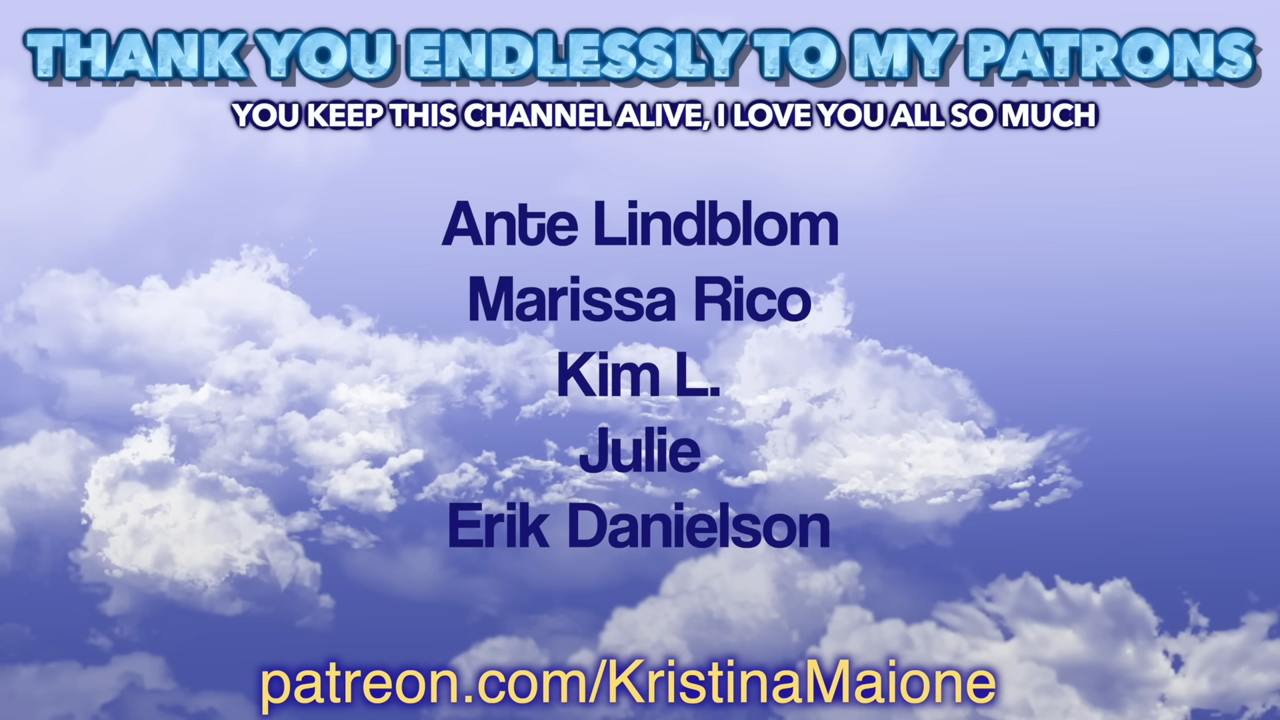 THANK YOU ENDLESSLY TO MY PATRONS
YOU KEEP THIS CHANNEL ALIVE, I LOVE YOU ALL SO MUCH
Ante Lindblom
Marissa Rico
Kim L.
Julie
Erik Danielson
patreon.com/KristinaMaione